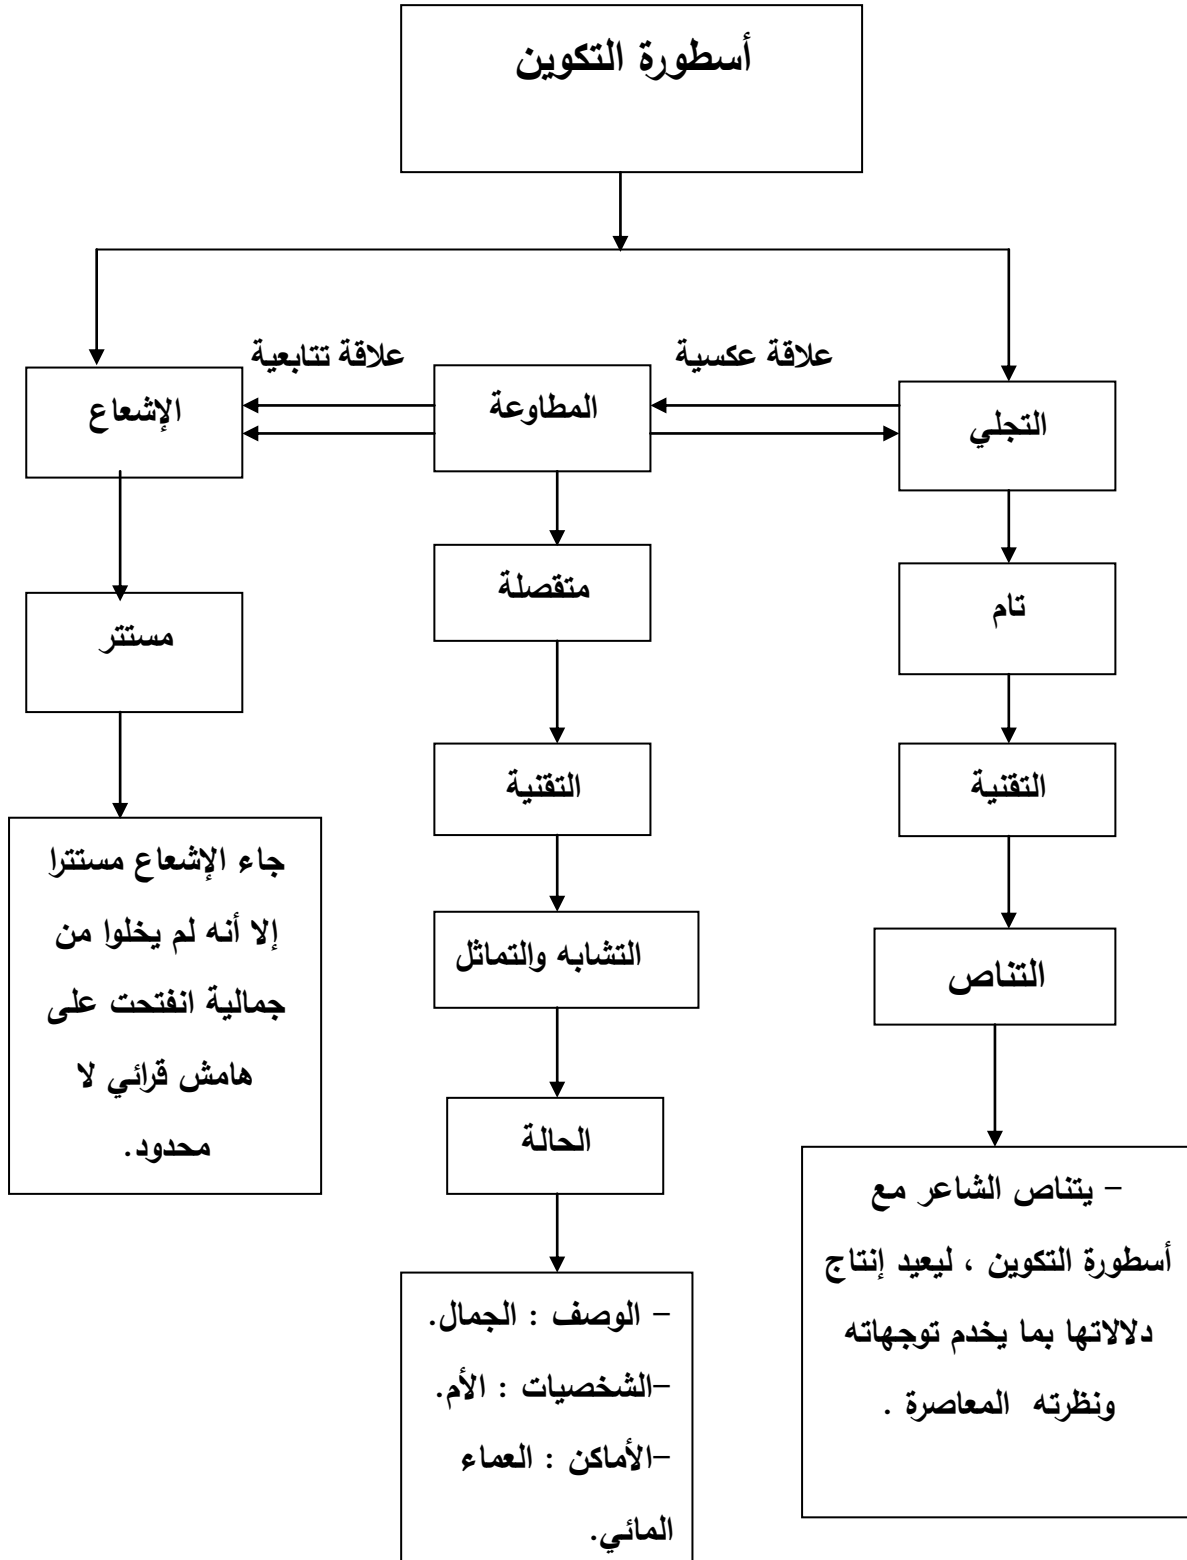 أسطورة التكوين
علاقة عكسية
علاقة تتابعية
التجلي
المطاوعة
الإشعاع
تام
متقصلة
مستتر
التقنية
التقنية
التناص
التشابه والتماثل
الحالة
جاء الإشعاع مستترا
إلا أنه لم يخلوا من
جمالية انفتحت على
هامش قرائي لا
محدود.
– يتناص الشاعر مع
أسطورة التكوين ، ليعيد إنتاج
دلالاتها بما يخدم توجهاته
ونظرته المعاصرة .
– الوصف : الجمال.
–الشخصيات : الأم.
–الأماكن : العماء
المائي.